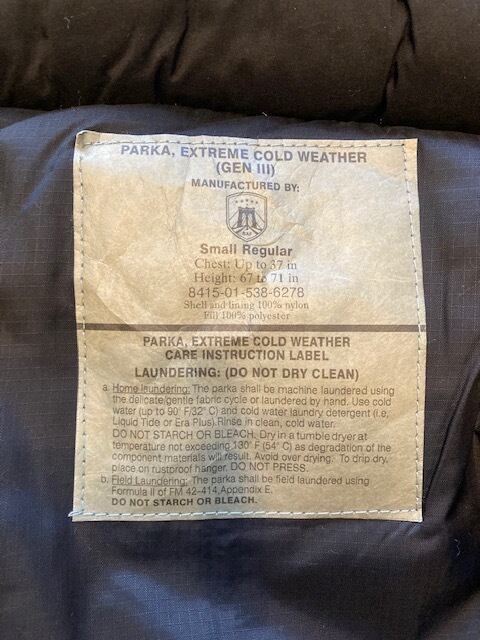 PARKA, EXTREME COLD WEATHER
(GEN III)
MANUFACTURED BY:
Small Regular
Chest: Up to 37 in
Height: 67 to 71 in
8415-01-538-6278
Shell and lining 100% nylon
Fill 100% polyester
PARKA, EXTREME COLD WEATHER
CARE INSTRUCTION LABEL
LAUNDERING: (DO NOT DRY CLEAN)
a. Home laundering: The parka shall be machine laundered using
the delicate/gentle fabric cycle or laundered by hand. Use cold
water (up to 90° F/32° C) and cold water laundry detergent (i.e,
Liquid Tide or Era Plus). Rinse in clean, cold water.
DO NOT STARCH OR BLEACH. Dry in a tumble dryer at
temperature not exceeding 130° F (54° C) as degradation of the
component materials will result. Avoid over drying. To drip dry,
place on rustproof hanger. DO NOT PRESS.
b. Field Laundering: The parka shall be field laundered using
Formula II of FM 42-414, Appendix E.
DO NOT STARCH OR BLEACH.